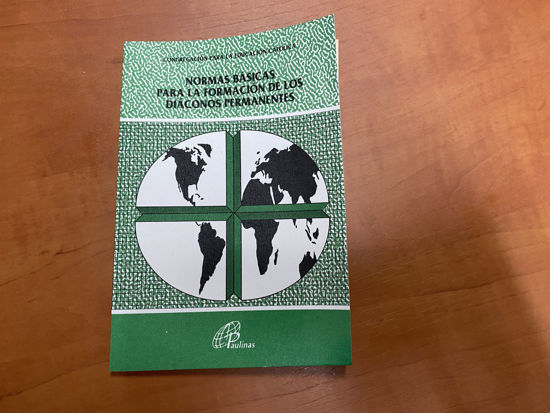 CONGREGACIÓN PARA LA EDUCACIÓN CATÓLICA
NORMAS BÁSICAS
PARA LA FORMACIÓN DE LOS
DIÁCONOS PERMANENTES
Paulinas